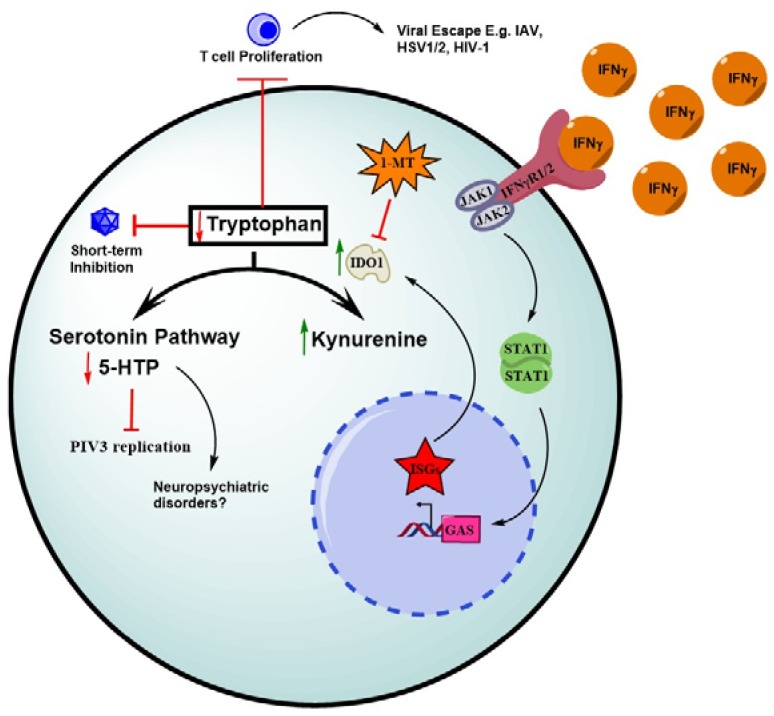 T cell Proliferation
Viral Escape E.g. IAV,
HSV1/2, HIV-1
IFNγ
IFNγ
IFNγ
IFNγ
IFNγ
IFNγ
IFNγR1/2
JAK1
JAK2
1-MT
Tryptophan
Short-term
Inhibition
IDO1
Serotonin Pathway
5-HTP
Kynurenine
STAT1
STAT1
PIV3 replication
Neuropsychiatric
disorders?
ISGs
GAS